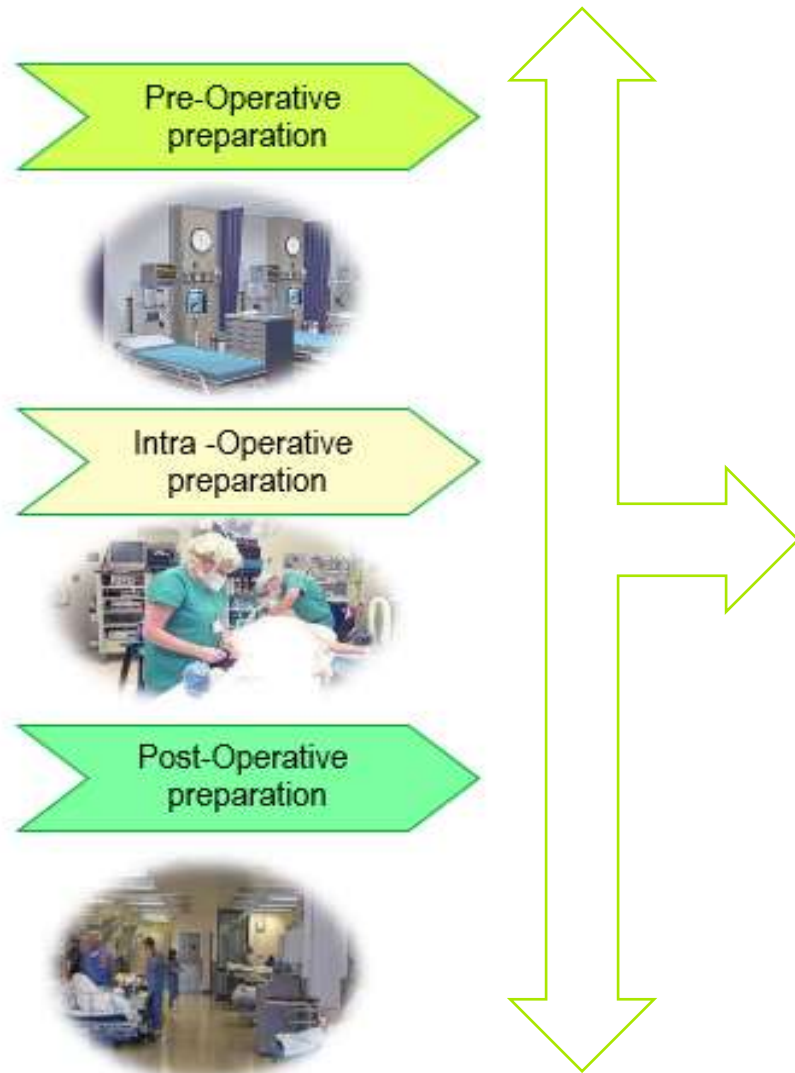 Pre-Operative
preparation
Intra -Operative
preparation
Post-Operative
preparation